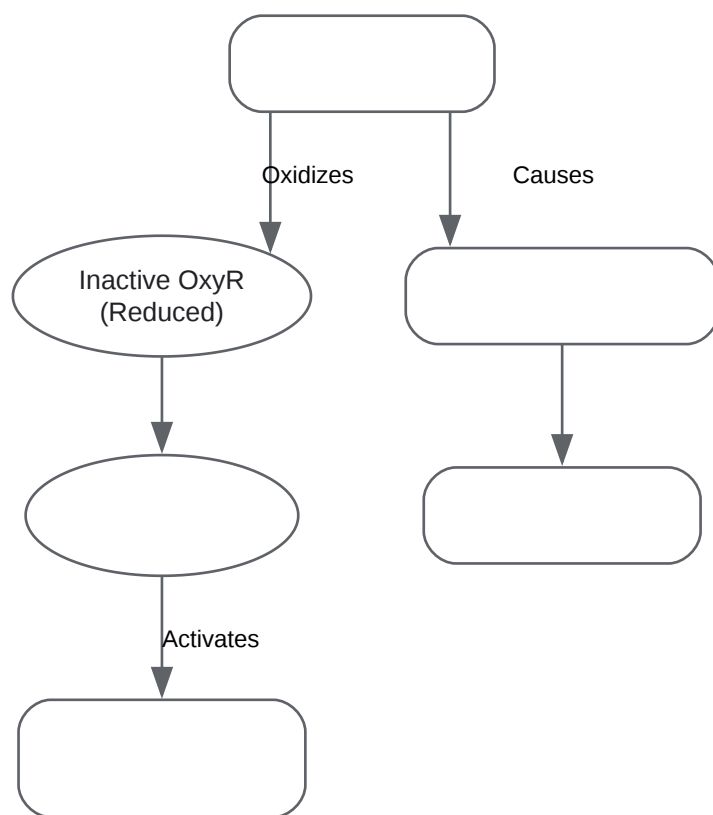 Oxidizes
Causes
Inactive OxyR
(Reduced)
Activates